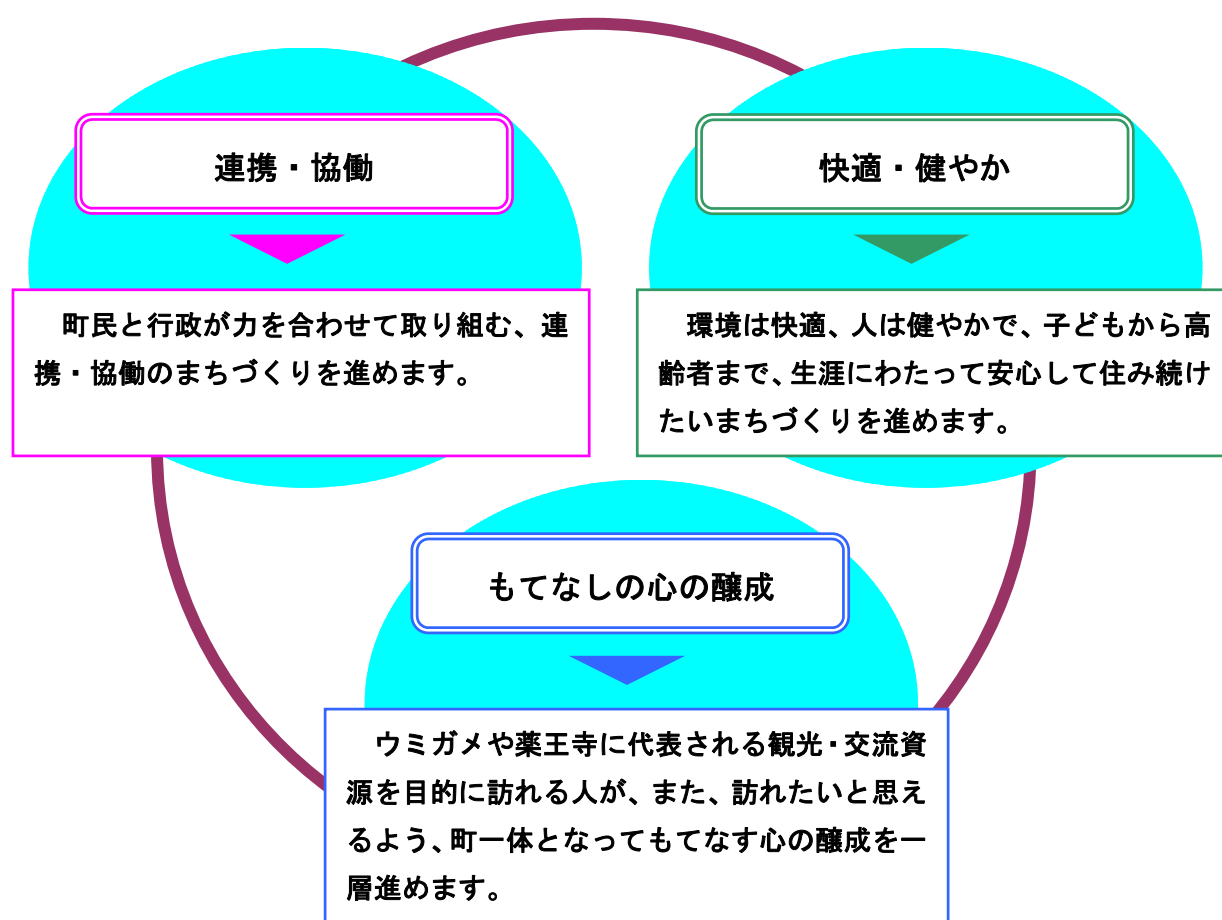 連携・協働
町民と行政が力を合わせて取り組む、連
携・協働のまちづくりを進めます。
快適・健やか
環境は快適、人は健やかで、子どもから高
齢者まで、生涯にわたって安心して住み続け
たいまちづくりを進めます。
もてなしの心の醸成
ウミガメや薬王寺に代表される観光・交流資
源を目的に訪れる人が、また、訪れたいと思え
るよう、町一体となってもてなす心の醸成を一
層進めます。